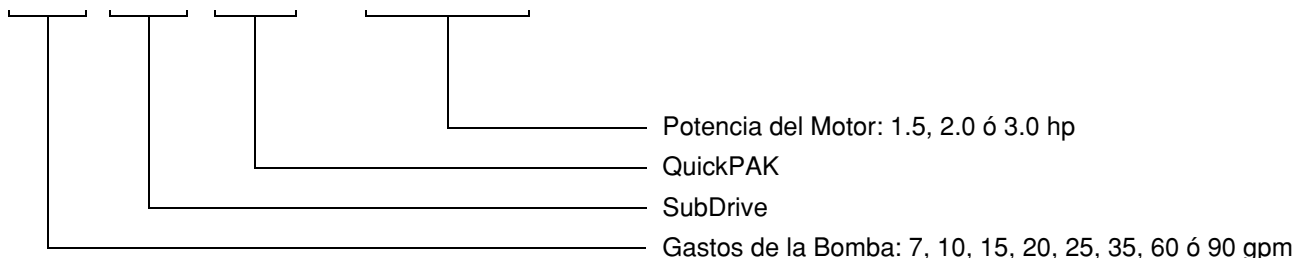 Potencia del Motor: 1.5, 2.0 ó 3.0 hp
QuickPAK
SubDrive
Gastos de la Bomba: 7, 10, 15, 20, 25, 35, 60 ó 90 gpm